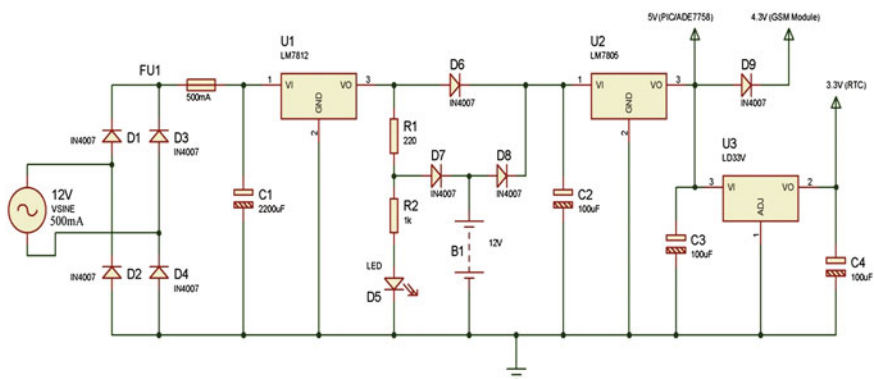 5V (PIC/ADE7758)
4.3V (GSM Module)
U1
LM7812
U2
LM7805
FU1
500mA
D6
IN4007
D9
IN4007
3.3V (RTC)
1
VI
VO
3
GND
2
1
VI
VO
3
GND
2
IN4007
D1
D3
IN4007
R1
220
D7
IN4007
D8
IN4007
U3
LD33V
3
VI
VO
2
ADJ
1
12V
VSINE
500mA
C1
2200uF
R2
1k
C2
100uF
B1
12V
C3
100uF
C4
100uF
IN4007
D2
D4
IN4007
LED
D5